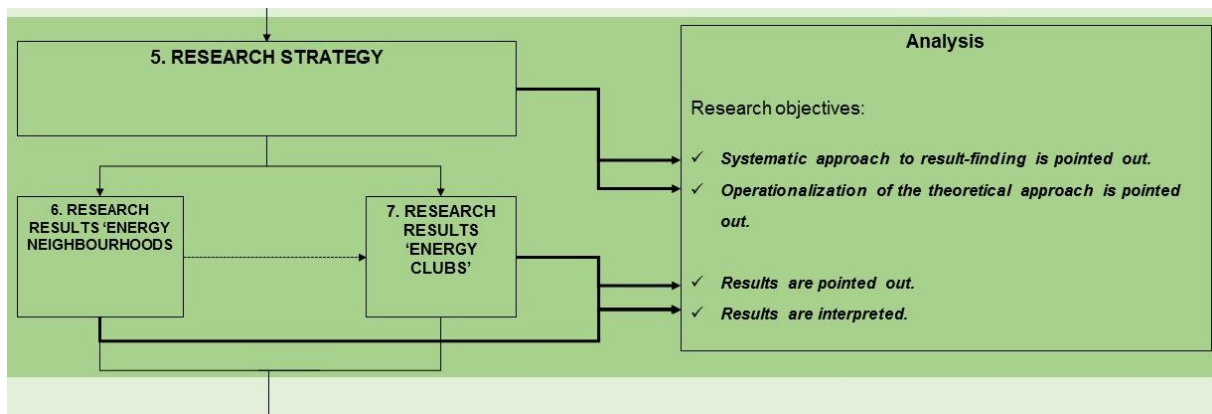 5. RESEARCH STRATEGY
6. RESEARCH
RESULTS ‘ENERGY
NEIGHBOURHOODS
7. RESEARCH
RESULTS
‘ENERGY
CLUBS’
Analysis
Research objectives:
✓ Systematic approach to result-finding is pointed out.
✓ Operationalization of the theoretical approach is pointed
out.
✓ Results are pointed out.
✓ Results are interpreted.